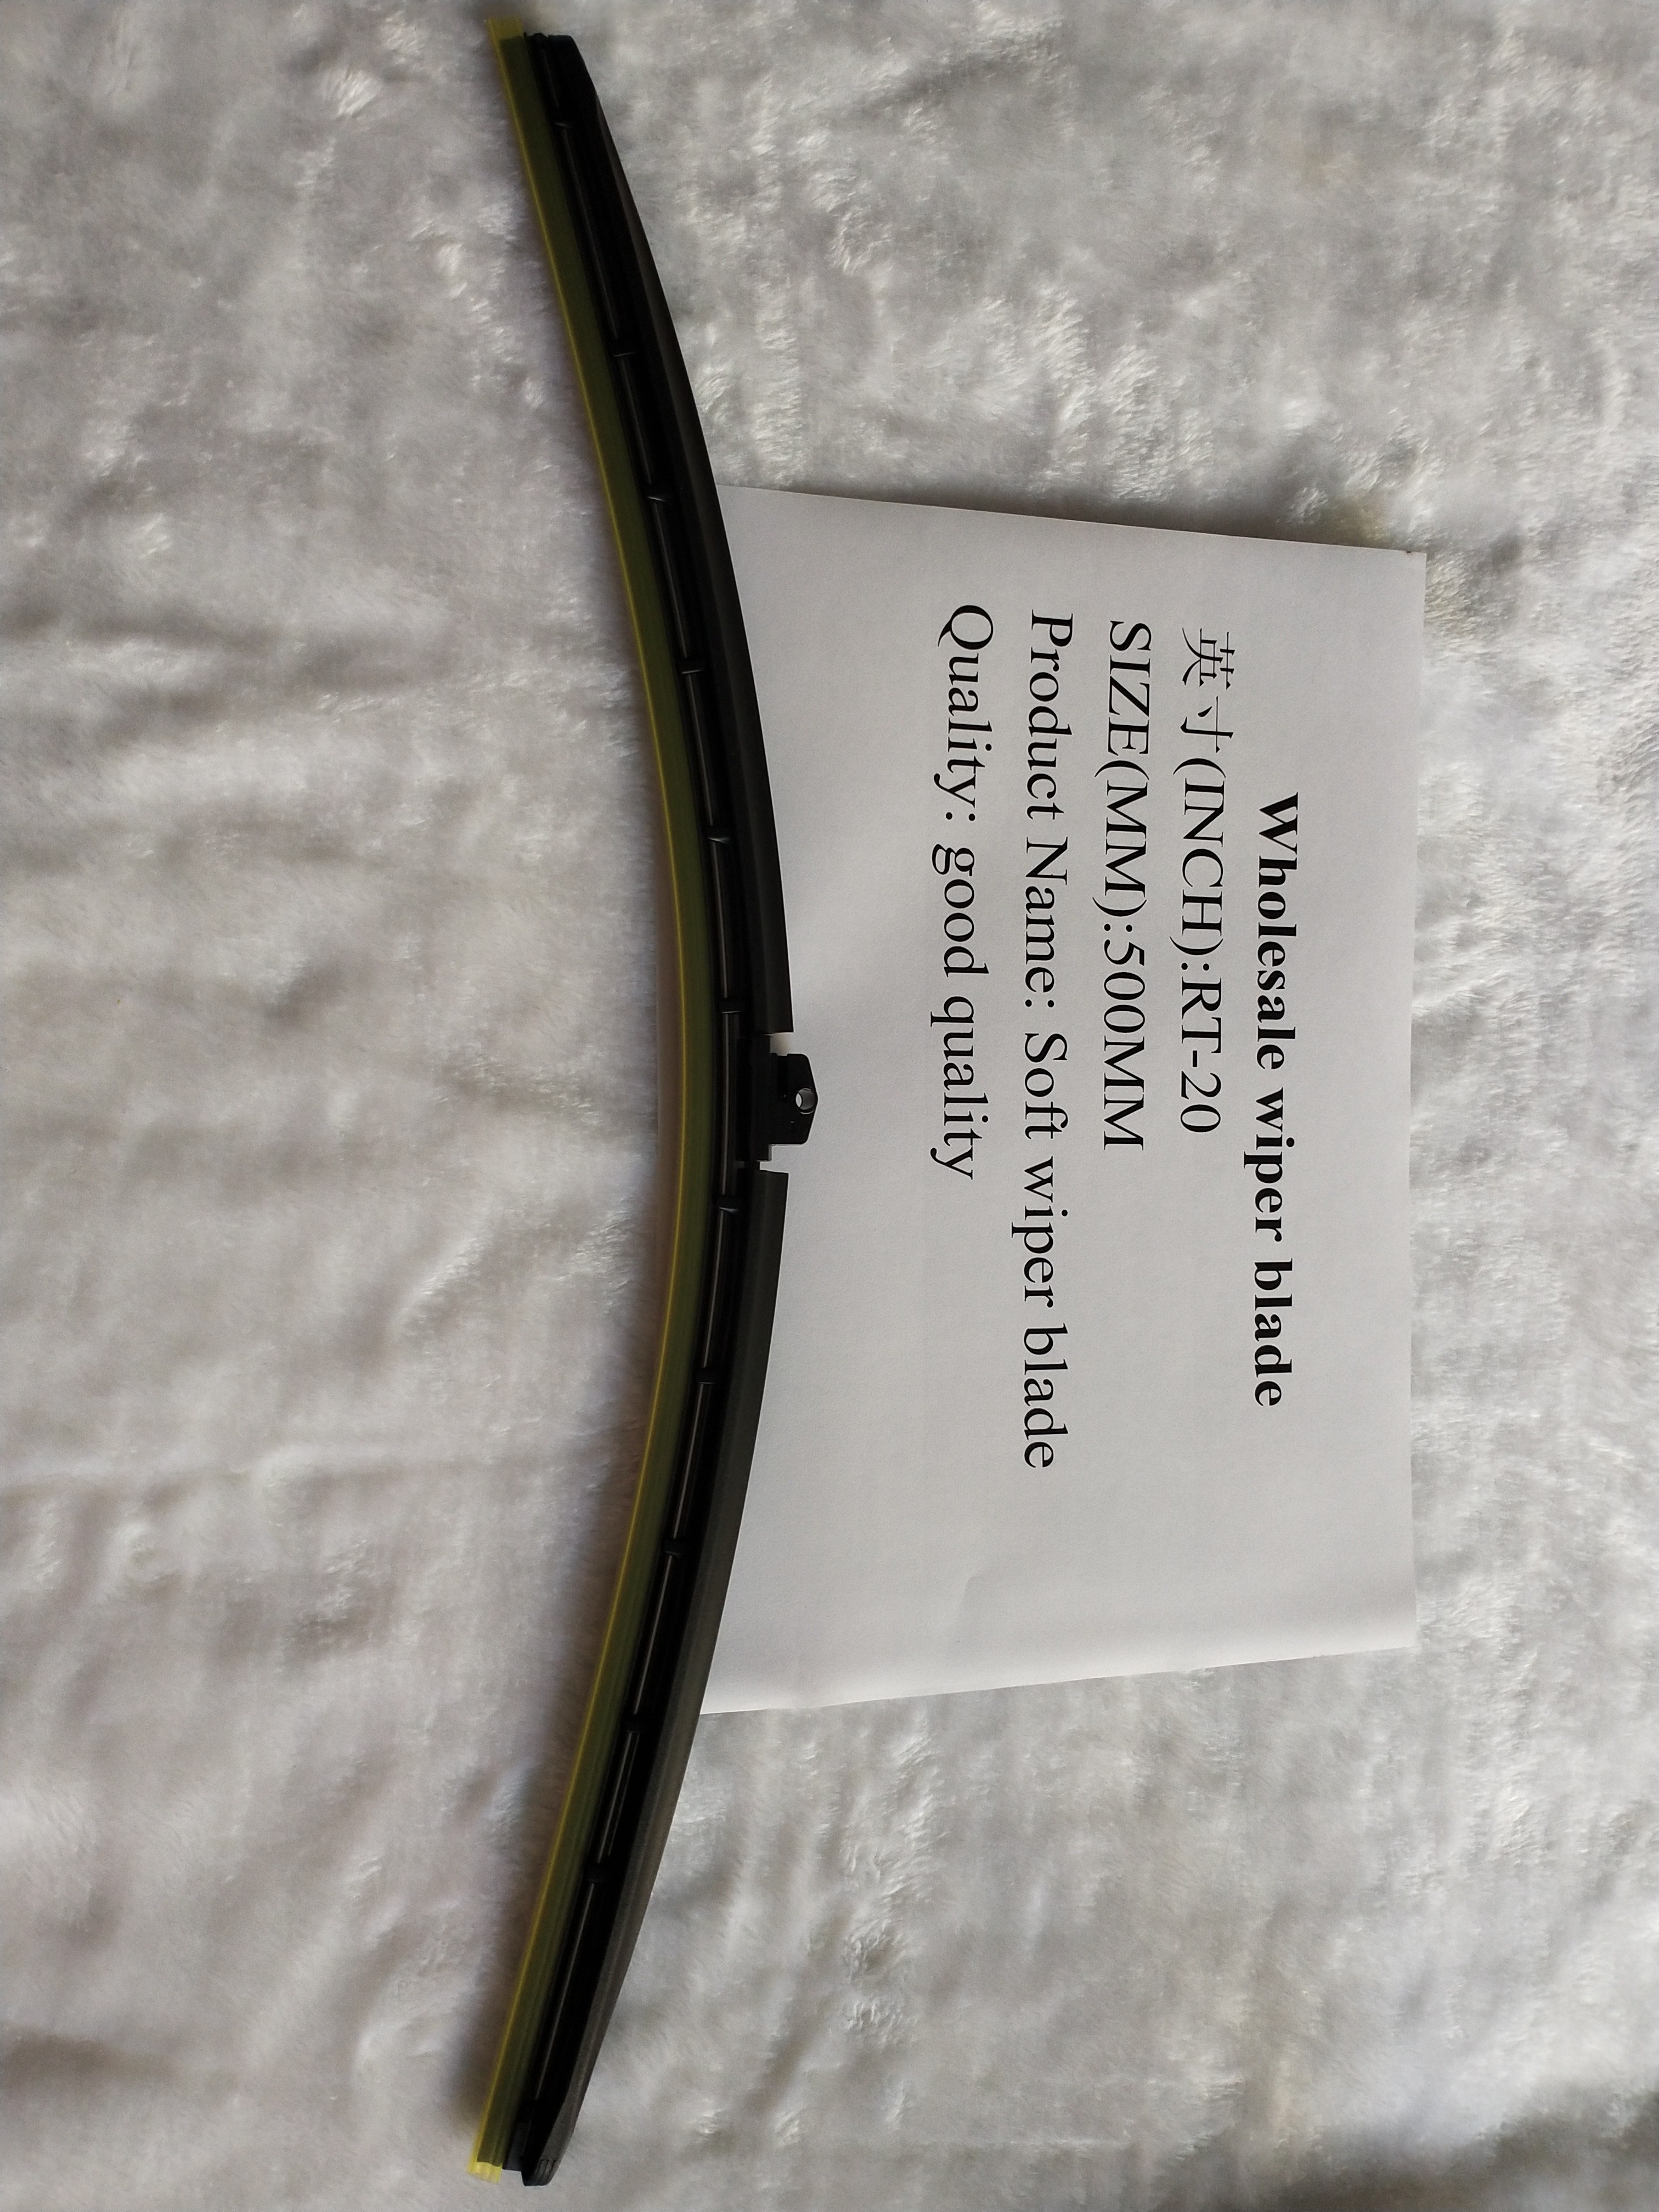 Wholesale wiper blade
英寸(INCH):RT-20
SIZE(MM):500MM
Product Name: Soft wiper blade
Quality: good quality